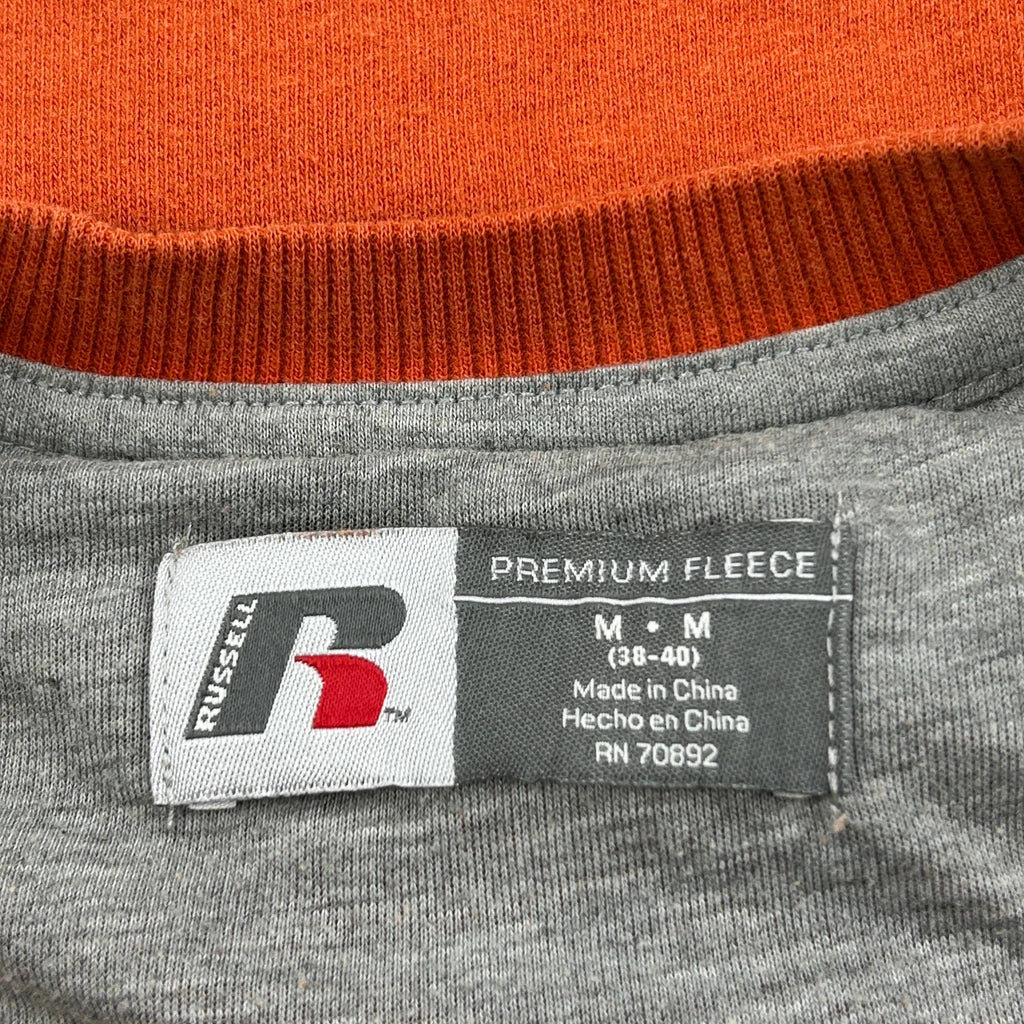 RUSSELL
R
TM
PREMIUM FLEECE
M • M
(38-40)
Made in China
Hecho en China
RN 70892